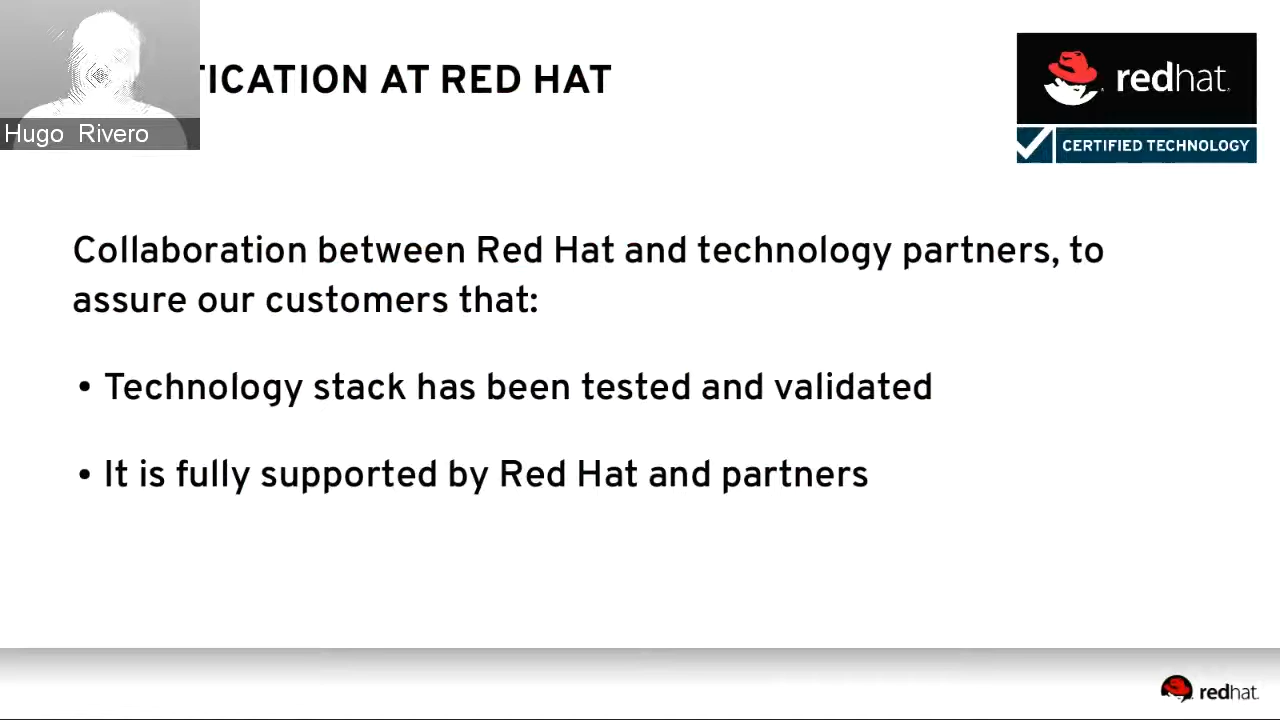 Hugo Rivero
TICATION AT RED HAT
redhat.
CERTIFIED TECHNOLOGY
Collaboration between Red Hat and technology partners, to
assure our customers that:
• Technology stack has been tested and validated
• It is fully supported by Red Hat and partners
redhat.